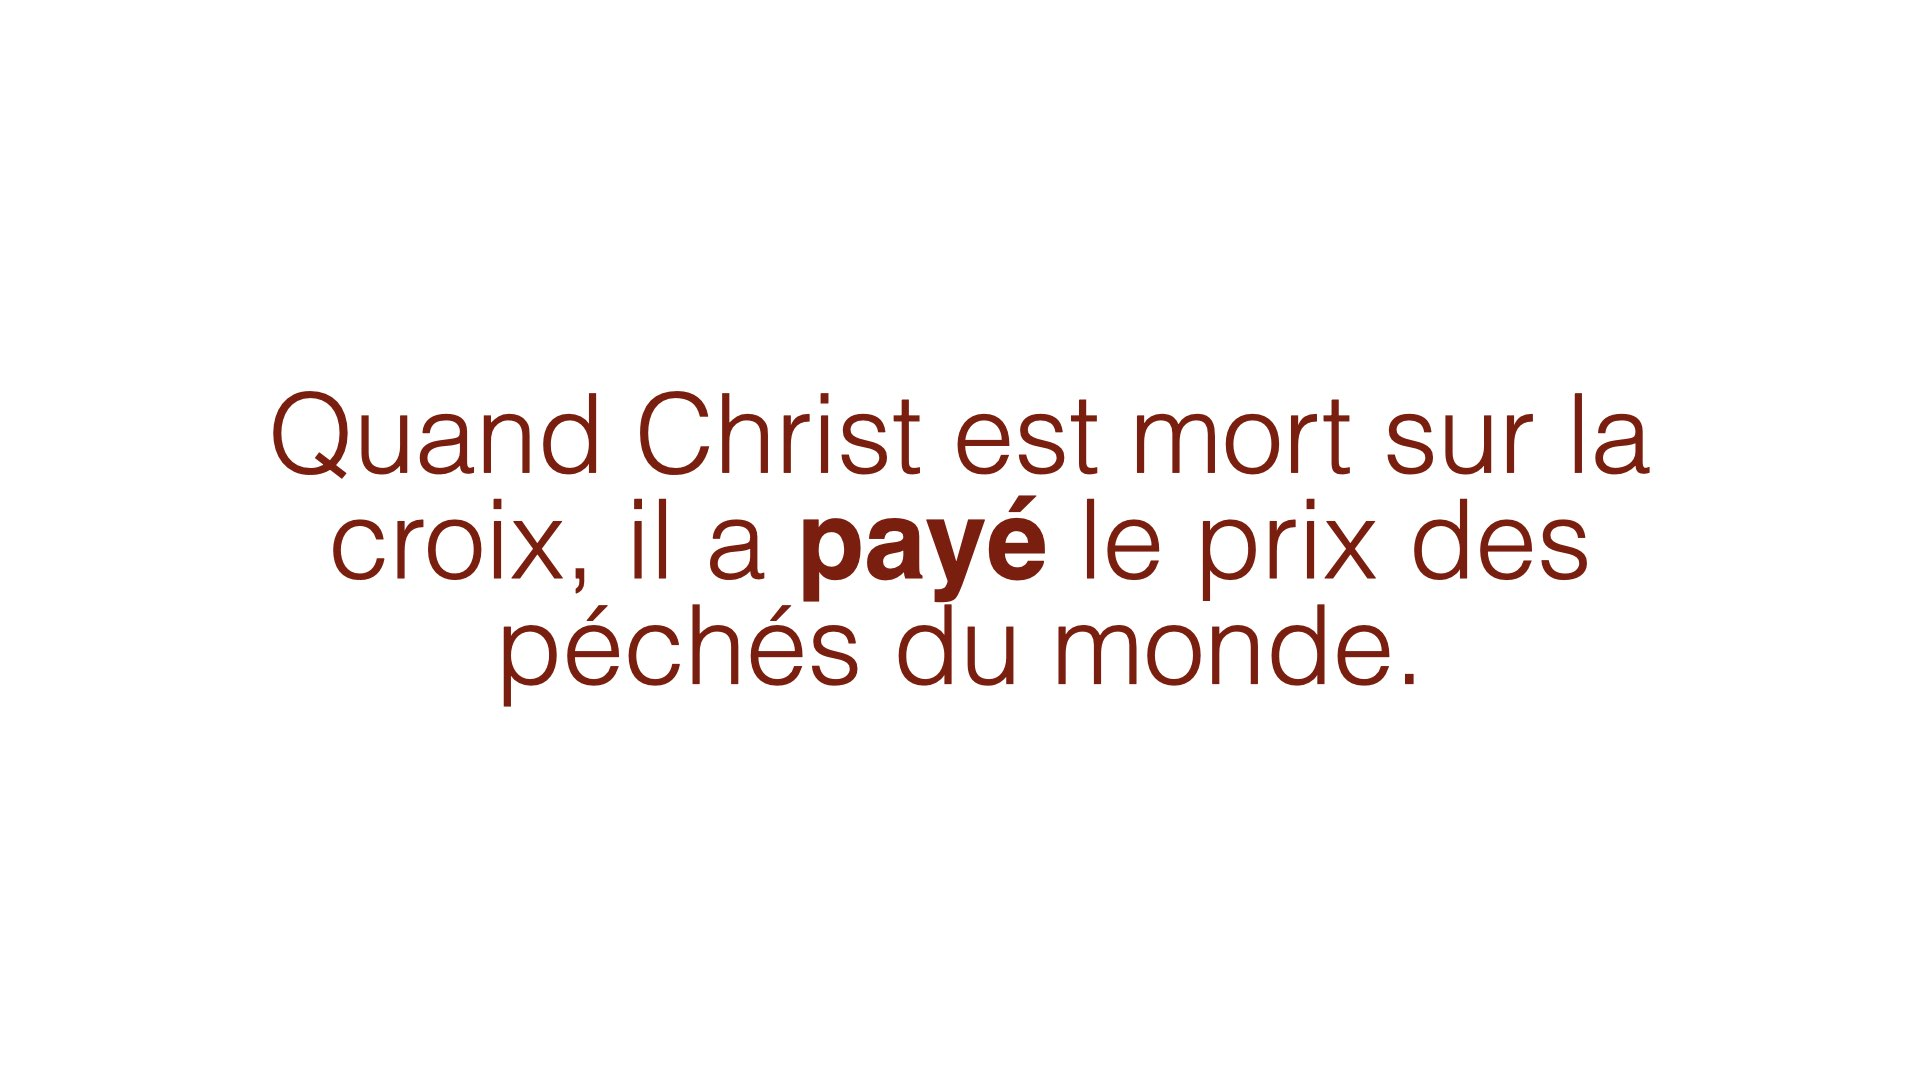 Quand Christ est mort sur la
croix, il a payé le prix des
péchés du monde.